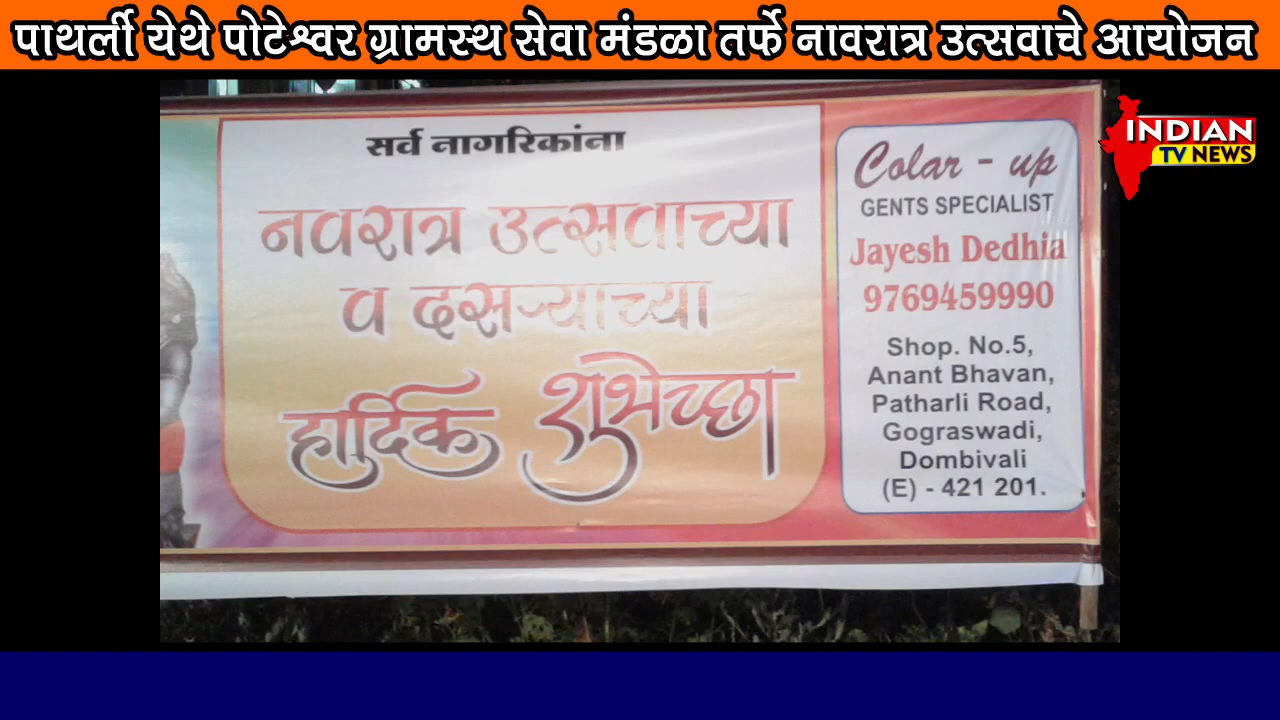 पाथर्ली येथे पोटेश्वर ग्रामस्थ सेवा मंडळा तर्फे नावरात्र उत्सवाचे आयोजन
INDIAN
TV NEWS
सर्व नागरिकांना
नवरात्र उत्सवाच्या
व दसऱ्याच्या
हार्दिक शुभेच्छा
Colar - up
GENTS SPECIALIST
Jayesh Dedhia
9769459990
Shop. No.5,
Anant Bhavan,
Patharli Road,
Gograswadi,
Dombivali
(E) - 421 201.